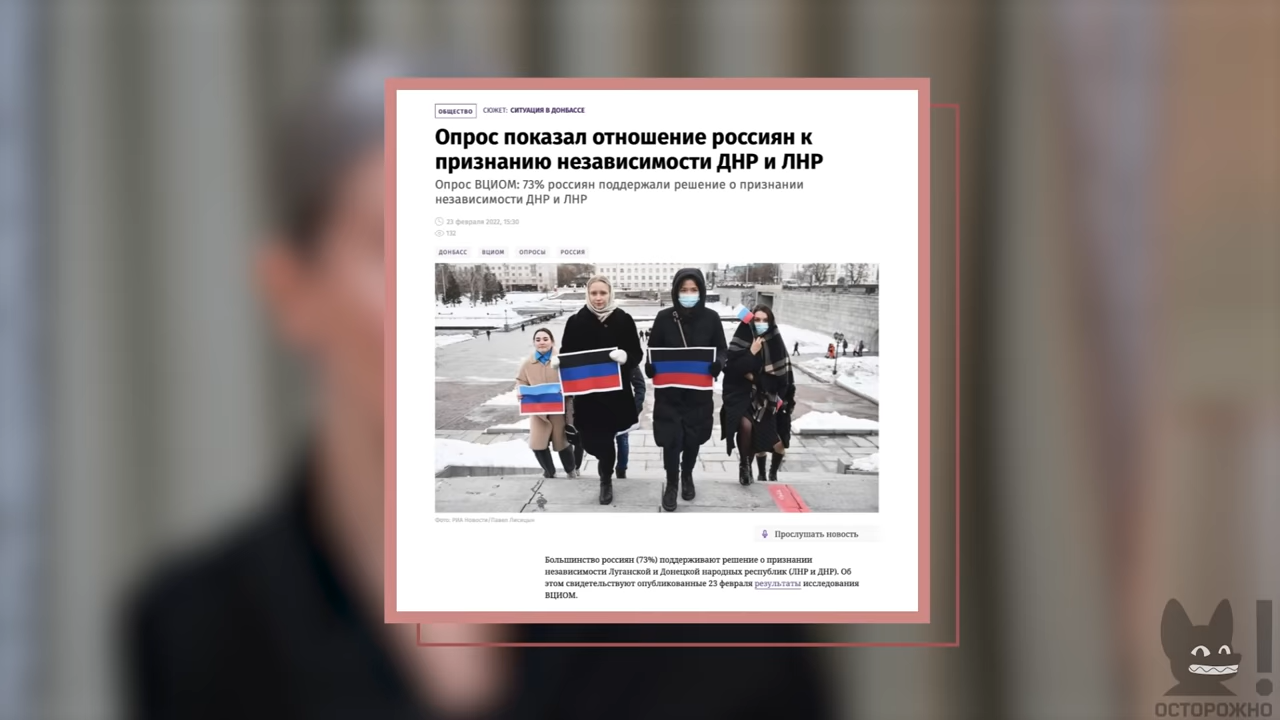 ОБЩЕСТВО СЮЖЕТ: СИТУАЦИЯ В ДОНБАССЕ
Опрос показал отношение россиян к
признанию независимости ДНР и ЛНР
Опрос ВЦИОМ: 73% россиян поддержали решение о признании
независимости ДНР и ЛНР
23 февраля 2022, 15:30
132
ДОНБАСС ВЦИОМ ОПРОСЫ РОССИЯ
Фото: РИА Новости/Павел Лисицын
Прослушать новость
Большинство россиян (73%) поддерживают решение о признании
независимости Луганской и Донецкой народных республик (ЛНР и ДНР). Об
этом свидетельствуют опубликованные 23 февраля результаты исследования
ВЦИОМ.
!
ОСТОРОЖНО